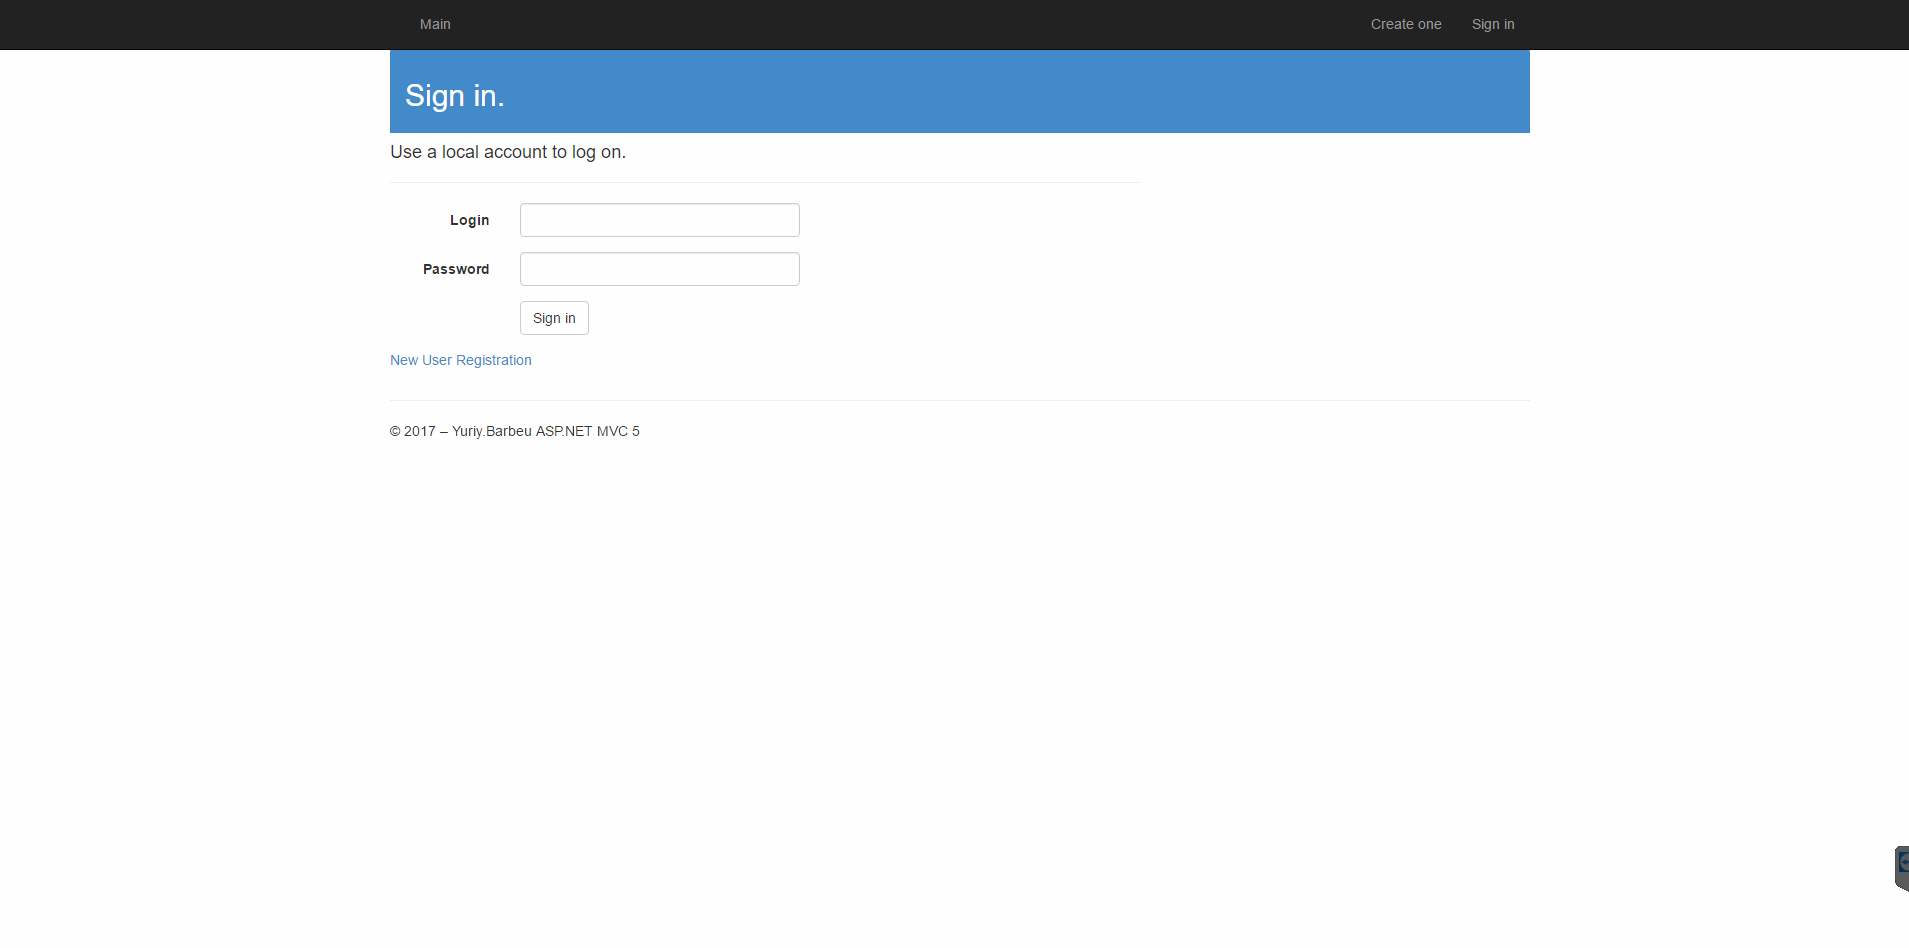 Main Create one Sign in
Sign in.
Use a local account to log on.
Login
Password
Sign in
New User Registration
© 2017 – Yuriy.Barbeu ASP.NET MVC 5